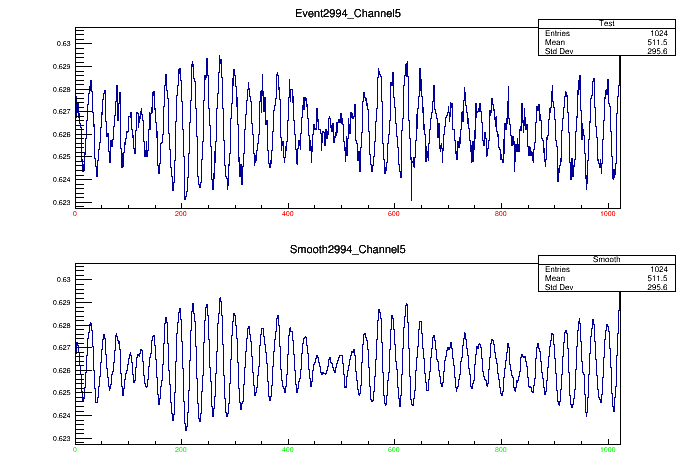 Event2994_Channel5
Test
Entries 1024
Mean 511.5
Std Dev 295.6
0.63
0.629
0.628
0.627
0.626
0.625
0.624
0.623
0 200 400 600 800 1000
Smooth2994_Channel5
Smooth
Entries 1024
Mean 511.5
Std Dev 295.6
0.63
0.629
0.628
0.627
0.626
0.625
0.624
0.623
0 200 400 600 800 1000